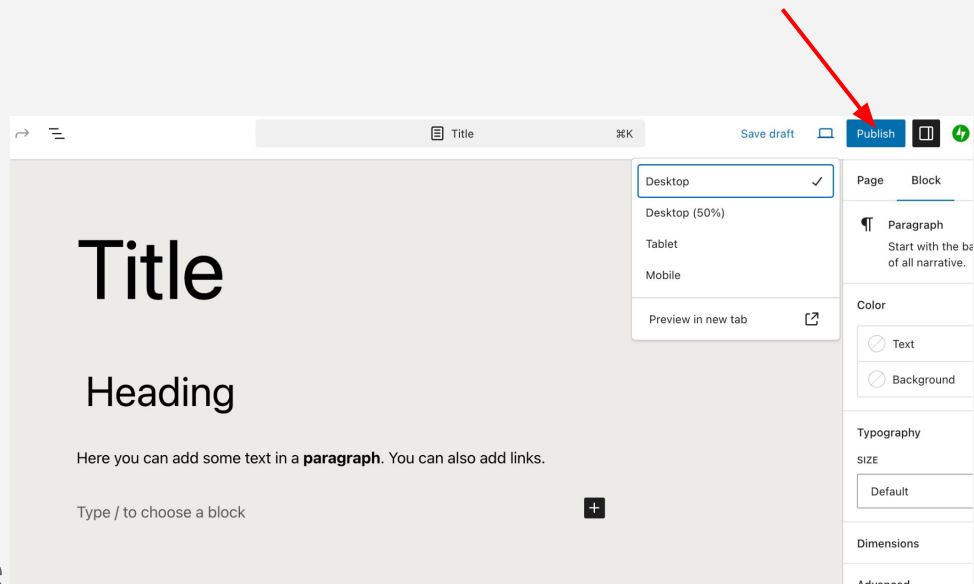 Title ⌘K Save draft Publish
Desktop
Desktop (50%)
Tablet
Mobile
Preview in new tab
Title
Heading
Here you can add some text in a paragraph. You can also add links.
Type / to choose a block
Page Block
Paragraph
Start with the ba
of all narrative.
Color
Text
Background
Typography
SIZE
Default
Dimensions
Advanced